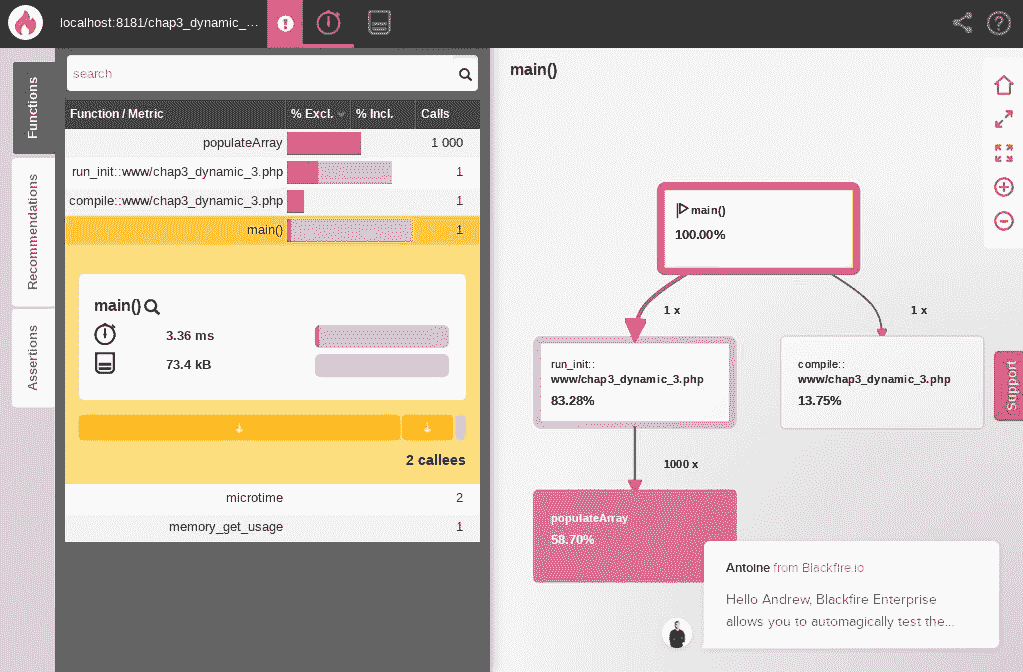 localhost:8181/chap3_dynamic_...
Functions
Recommendations
Assertions
search
Function / Metric % Excl. % Incl. Calls
populateArray 1 000
run_init::www/chap3_dynamic_3.php 1
compile::www/chap3_dynamic_3.php 1
main() 1
main()
3.36 ms
73.4 kB
2 callees
microtime 2
memory_get_usage 1
main()
main()
100.00%
1 x
1 x
run_init::
www/chap3_dynamic_3.php
83.28%
compile::
www/chap3_dynamic_3.php
13.75%
1000 x
populateArray
58.70%
Support
Antoine from Blackfire.io
Hello Andrew, Blackfire Enterprise
allows you to automagically test the...